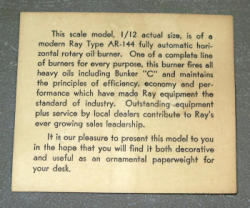 This scale model, 1/12 actual size, is of a
modern Ray Type AR-144 fully automatic hori-
zontal rotary oil burner. One of a complete line
of burners for every purpose, this burner fires all
heavy oils including Bunker "C" and maintains
the principles of efficiency, economy and per-
formance which have made Ray equipment the
standard of industry. Outstanding equipment
plus service by local dealers contribute to Ray's
ever growing sales leadership.
It is our pleasure to present this model to you
in the hope that you will find it both decorative
and useful as an ornamental paperweight for
your desk.